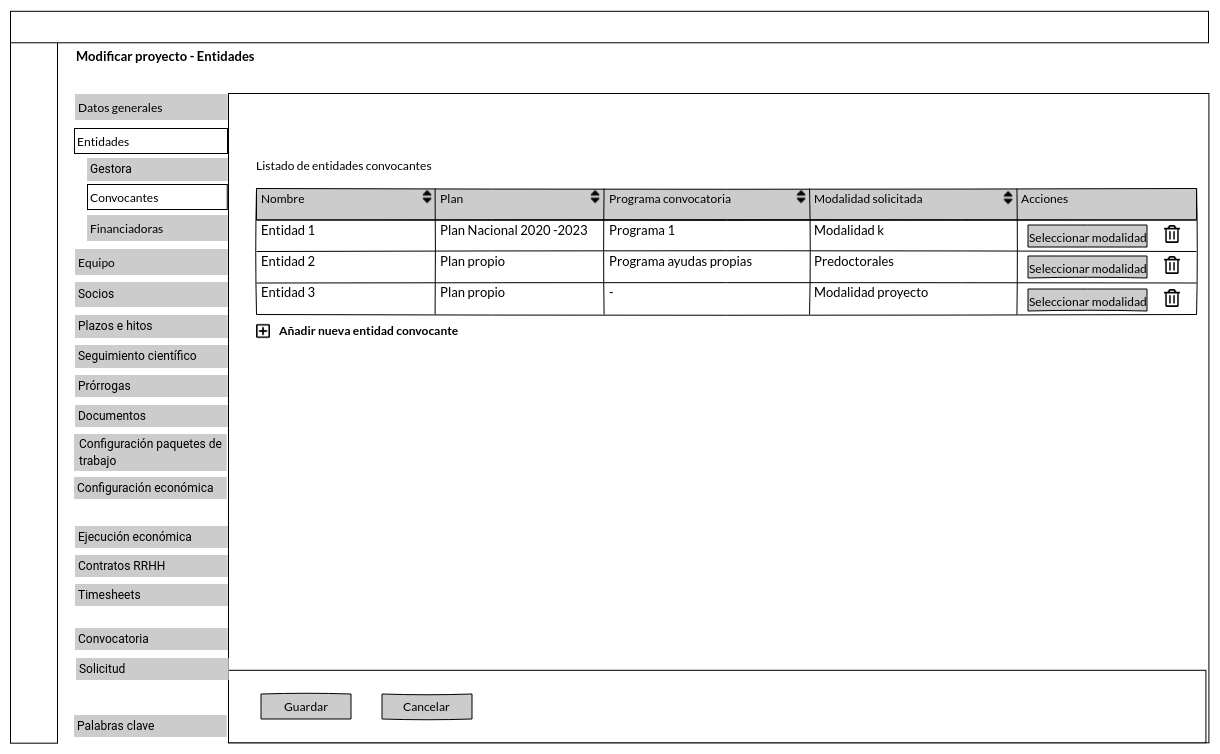 Modificar proyecto - Entidades
Datos generales
Entidades
Gestora
Convocantes
Financiadoras
Equipo
Socios
Plazos e hitos
Seguimiento científico
Prórrogas
Documentos
Configuración paquetes de
trabajo
Configuración económica
Ejecución económica
Contratos RRHH
Timesheets
Convocatoria
Solicitud
Palabras clave
Listado de entidades convocantes
Nombre Plan Programa convocatoria Modalidad solicitada Acciones
Entidad 1 Plan Nacional 2020 -2023 Programa 1 Modalidad k Seleccionar modalidad
Entidad 2 Plan propio Programa ayudas propias Predoctorales Seleccionar modalidad
Entidad 3 Plan propio - Modalidad proyecto Seleccionar modalidad
Añadir nueva entidad convocante
Guardar Cancelar